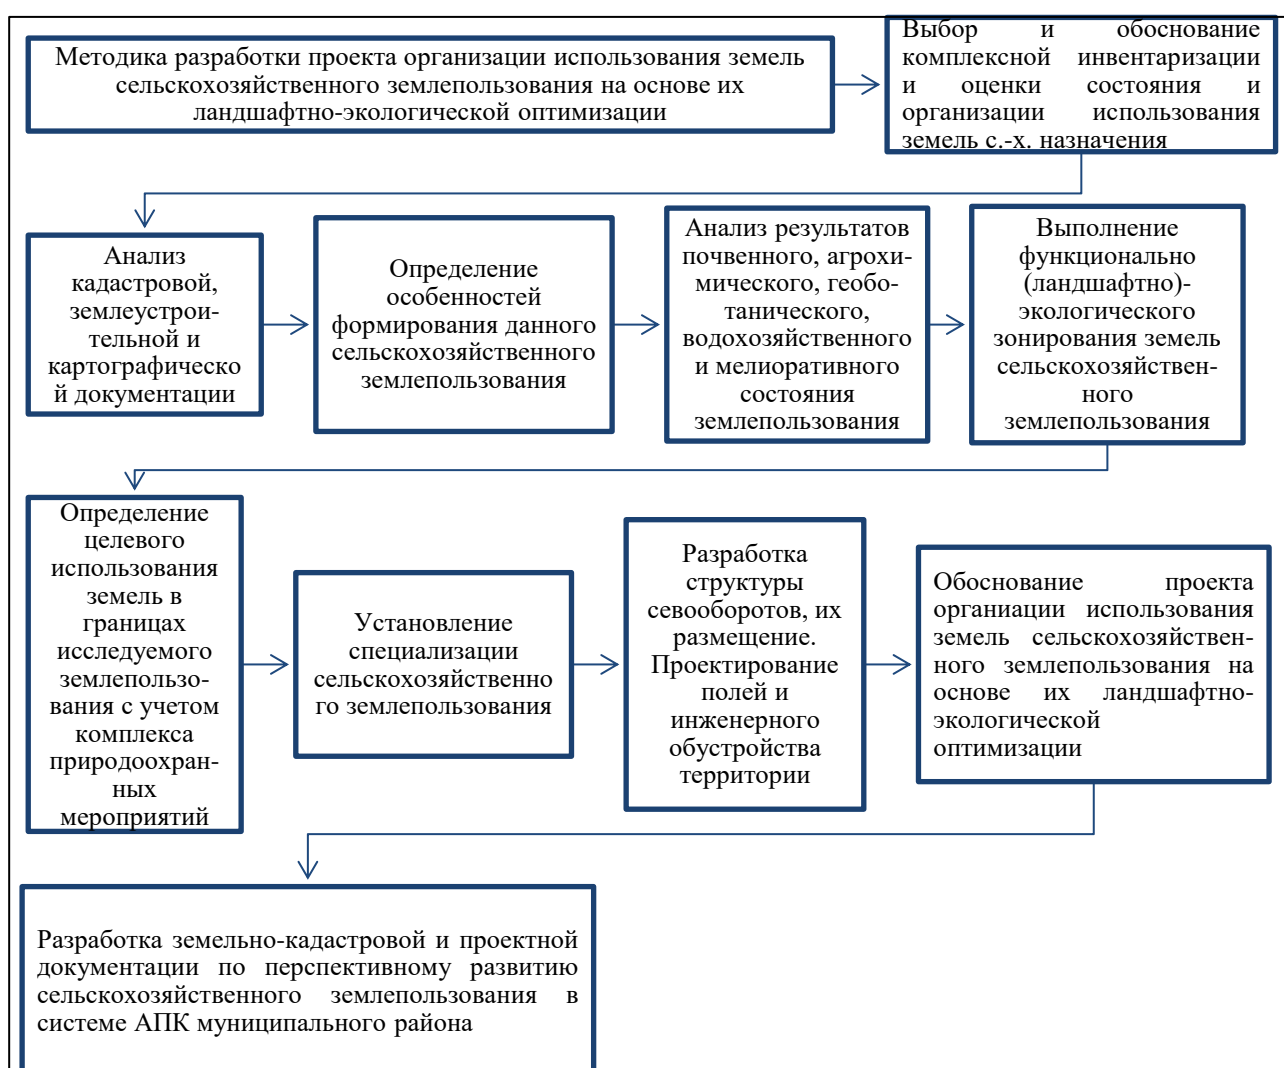 Методика разработки проекта организации использования земель
сельскохозяйственного землепользования на основе их
ландшафтно-экологической оптимизации
Выбор и обоснование
комплексной инвентаризации
и оценки состояния и
организации использования
земель с.-х. назначения
Анализ
кадастровой,
землеустрои-
тельной и
картографическо
й документации
Определение
особенностей
формирования данного
сельскохозяйственного
землепользования
Анализ результатов
почвенного, агрохи-
мического, геобо-
танического,
водохозяйственного
и мелиоративного
состояния
землепользования
Выполнение
функционально
(ландшафтно)-
экологического
зонирования земель
сельскохозяйствен-
ного
землепользования
Определение
целевого
использования
земель в
границах
исследуемого
землепользо-
вания с учетом
комплекса
природоохран-
ных
мероприятий
Установление
специализации
сельскохозяйственно
го землепользования
Разработка
структуры
севооборотов, их
размещение.
Проектирование
полей и
инженерного
обустройства
территории
Обоснование проекта
органиации использования
земель сельскохозяйствен-
ного землепользования на
основе их ландшафтно-
экологической
оптимизации
Разработка земельно-кадастровой и проектной
документации по перспективному развитию
сельскохозяйственного землепользования в
системе АПК муниципального района